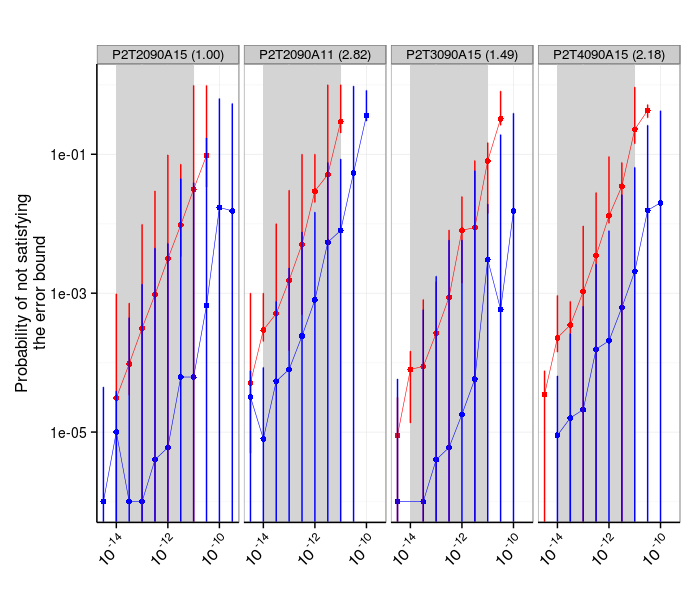 P2T2090A15 (1.00)
P2T2090A11 (2.82)
P2T3090A15 (1.49)
P2T4090A15 (2.18)
Probability of not satisfying
the error bound
1e-01
1e-03
1e-05
10^-14
10^-12
10^-10
10^-14
10^-12
10^-10
10^-14
10^-12
10^-10
10^-14
10^-12
10^-10